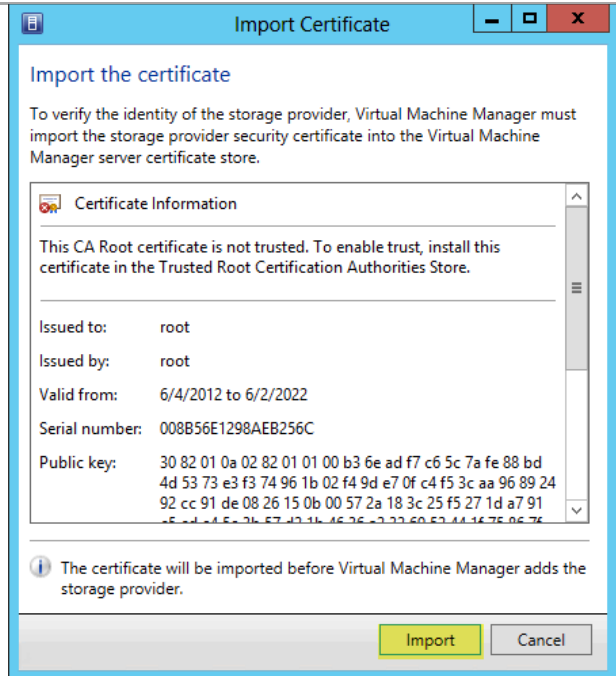 Import Certificate
Import the certificate
To verify the identity of the storage provider, Virtual Machine Manager must
import the storage provider security certificate into the Virtual Machine
Manager server certificate store.
Certificate Information
This CA Root certificate is not trusted. To enable trust, install this
certificate in the Trusted Root Certification Authorities Store.
Issued to: root
Issued by: root
Valid from: 6/4/2012 to 6/2/2022
Serial number: 008B56E1298AEB256C
Public key: 30 82 01 0a 02 82 01 01 00 b3 6e ad f7 c6 5c 7a fe 88 bd
4d 53 73 e3 f3 74 96 1b 02 f4 9d e7 0f c4 f5 3c aa 96 89 24
92 cc 91 de 08 26 15 0b 00 57 2a 18 3c 25 f5 27 1d a7 91
The certificate will be imported before Virtual Machine Manager adds the
storage provider.
Import Cancel